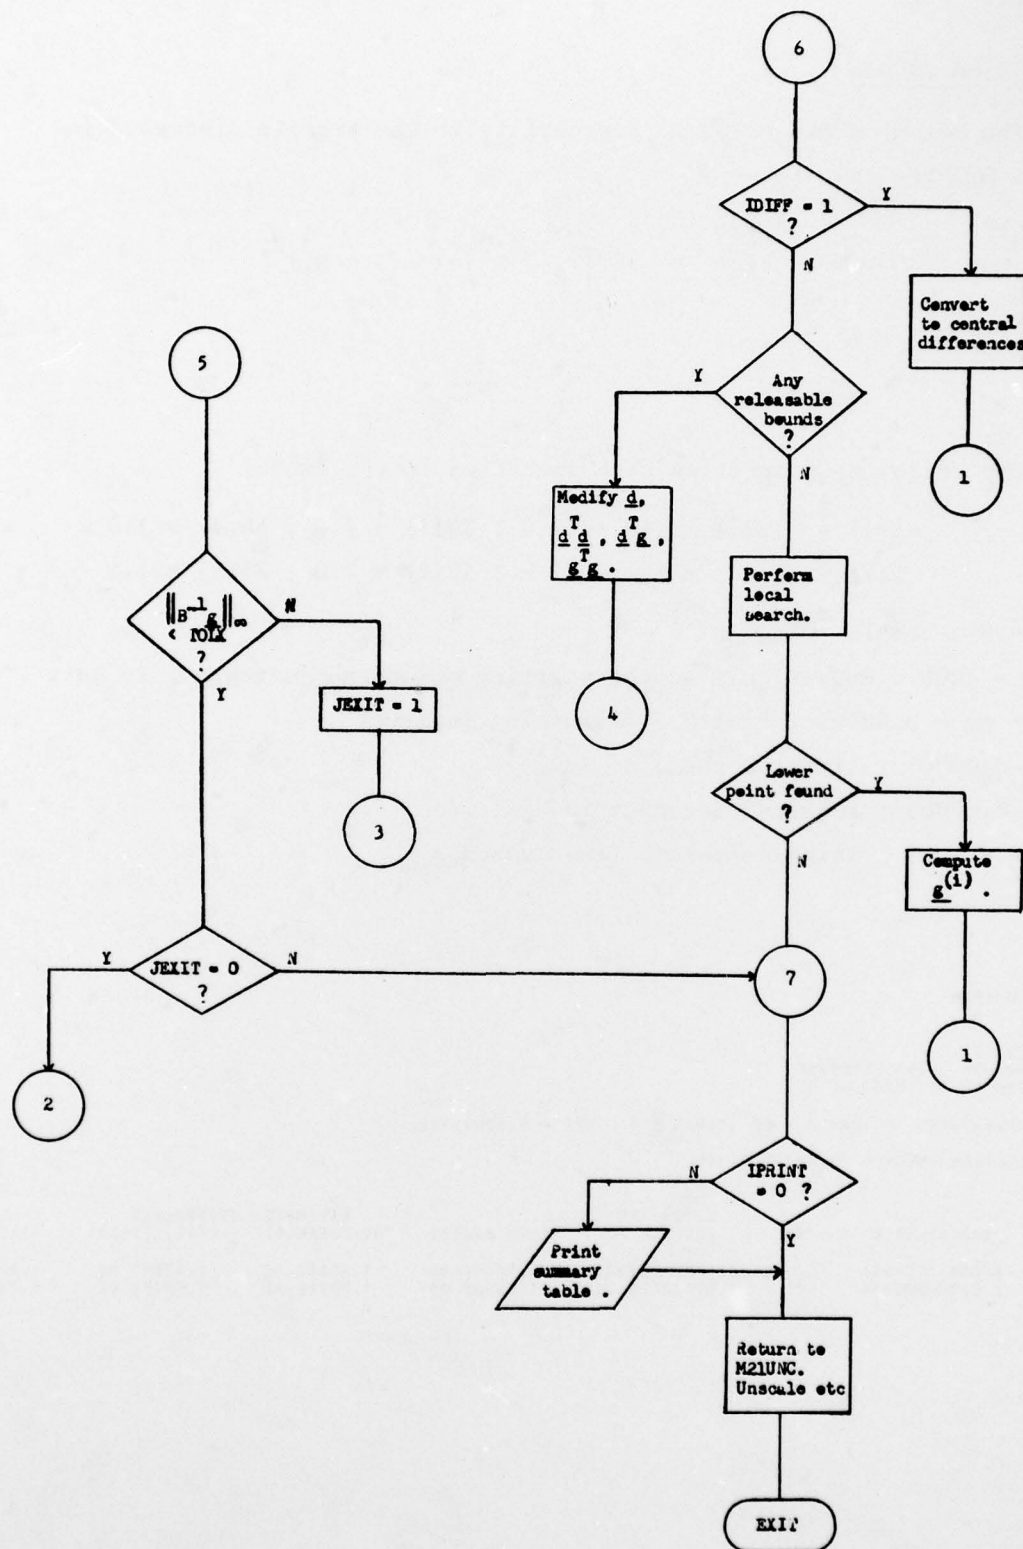 6
IDIFF = 1
?
Y
N
Convert
to central
differences
1
5
Any
releasable
bounds
?
Y
N
Modify d,
d^T d, d^T g,
g^T g.
4
Perform
local
search.
‖B^-1 g‖∞
< TOLX
?
N
Y
JEXIT = 1
3
Lower
point found
?
Y
N
Compute
g^(i) .
1
JEXIT = 0
?
Y
N
2
7
IPRINT
= 0 ?
N
Y
Print
summary
table .
Return to
M21UNC.
Unscale etc
EXIT